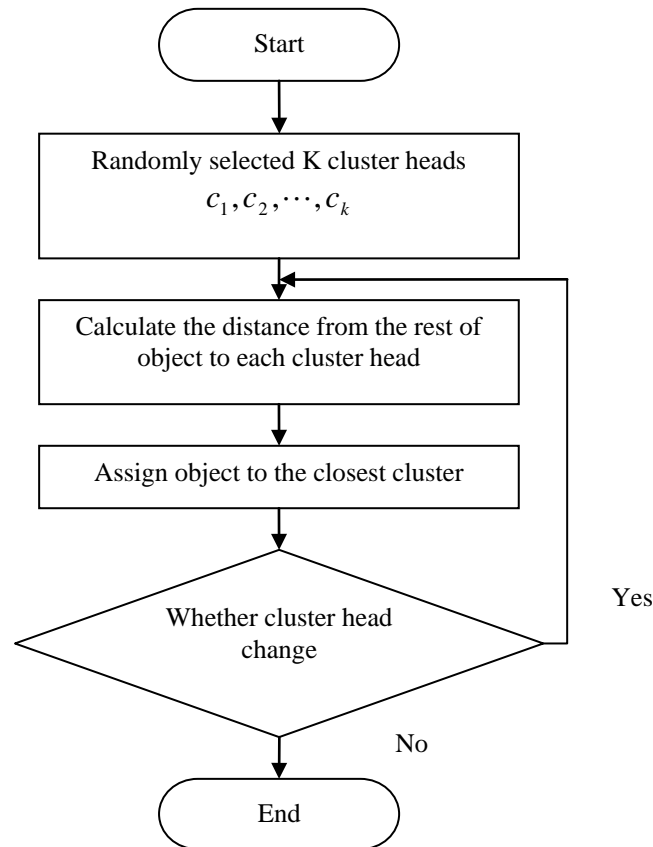 Start
Randomly selected K cluster heads
c₁, c₂, ⋯, cₖ
Calculate the distance from the rest of
object to each cluster head
Assign object to the closest cluster
Whether cluster head
change
Yes
No
End